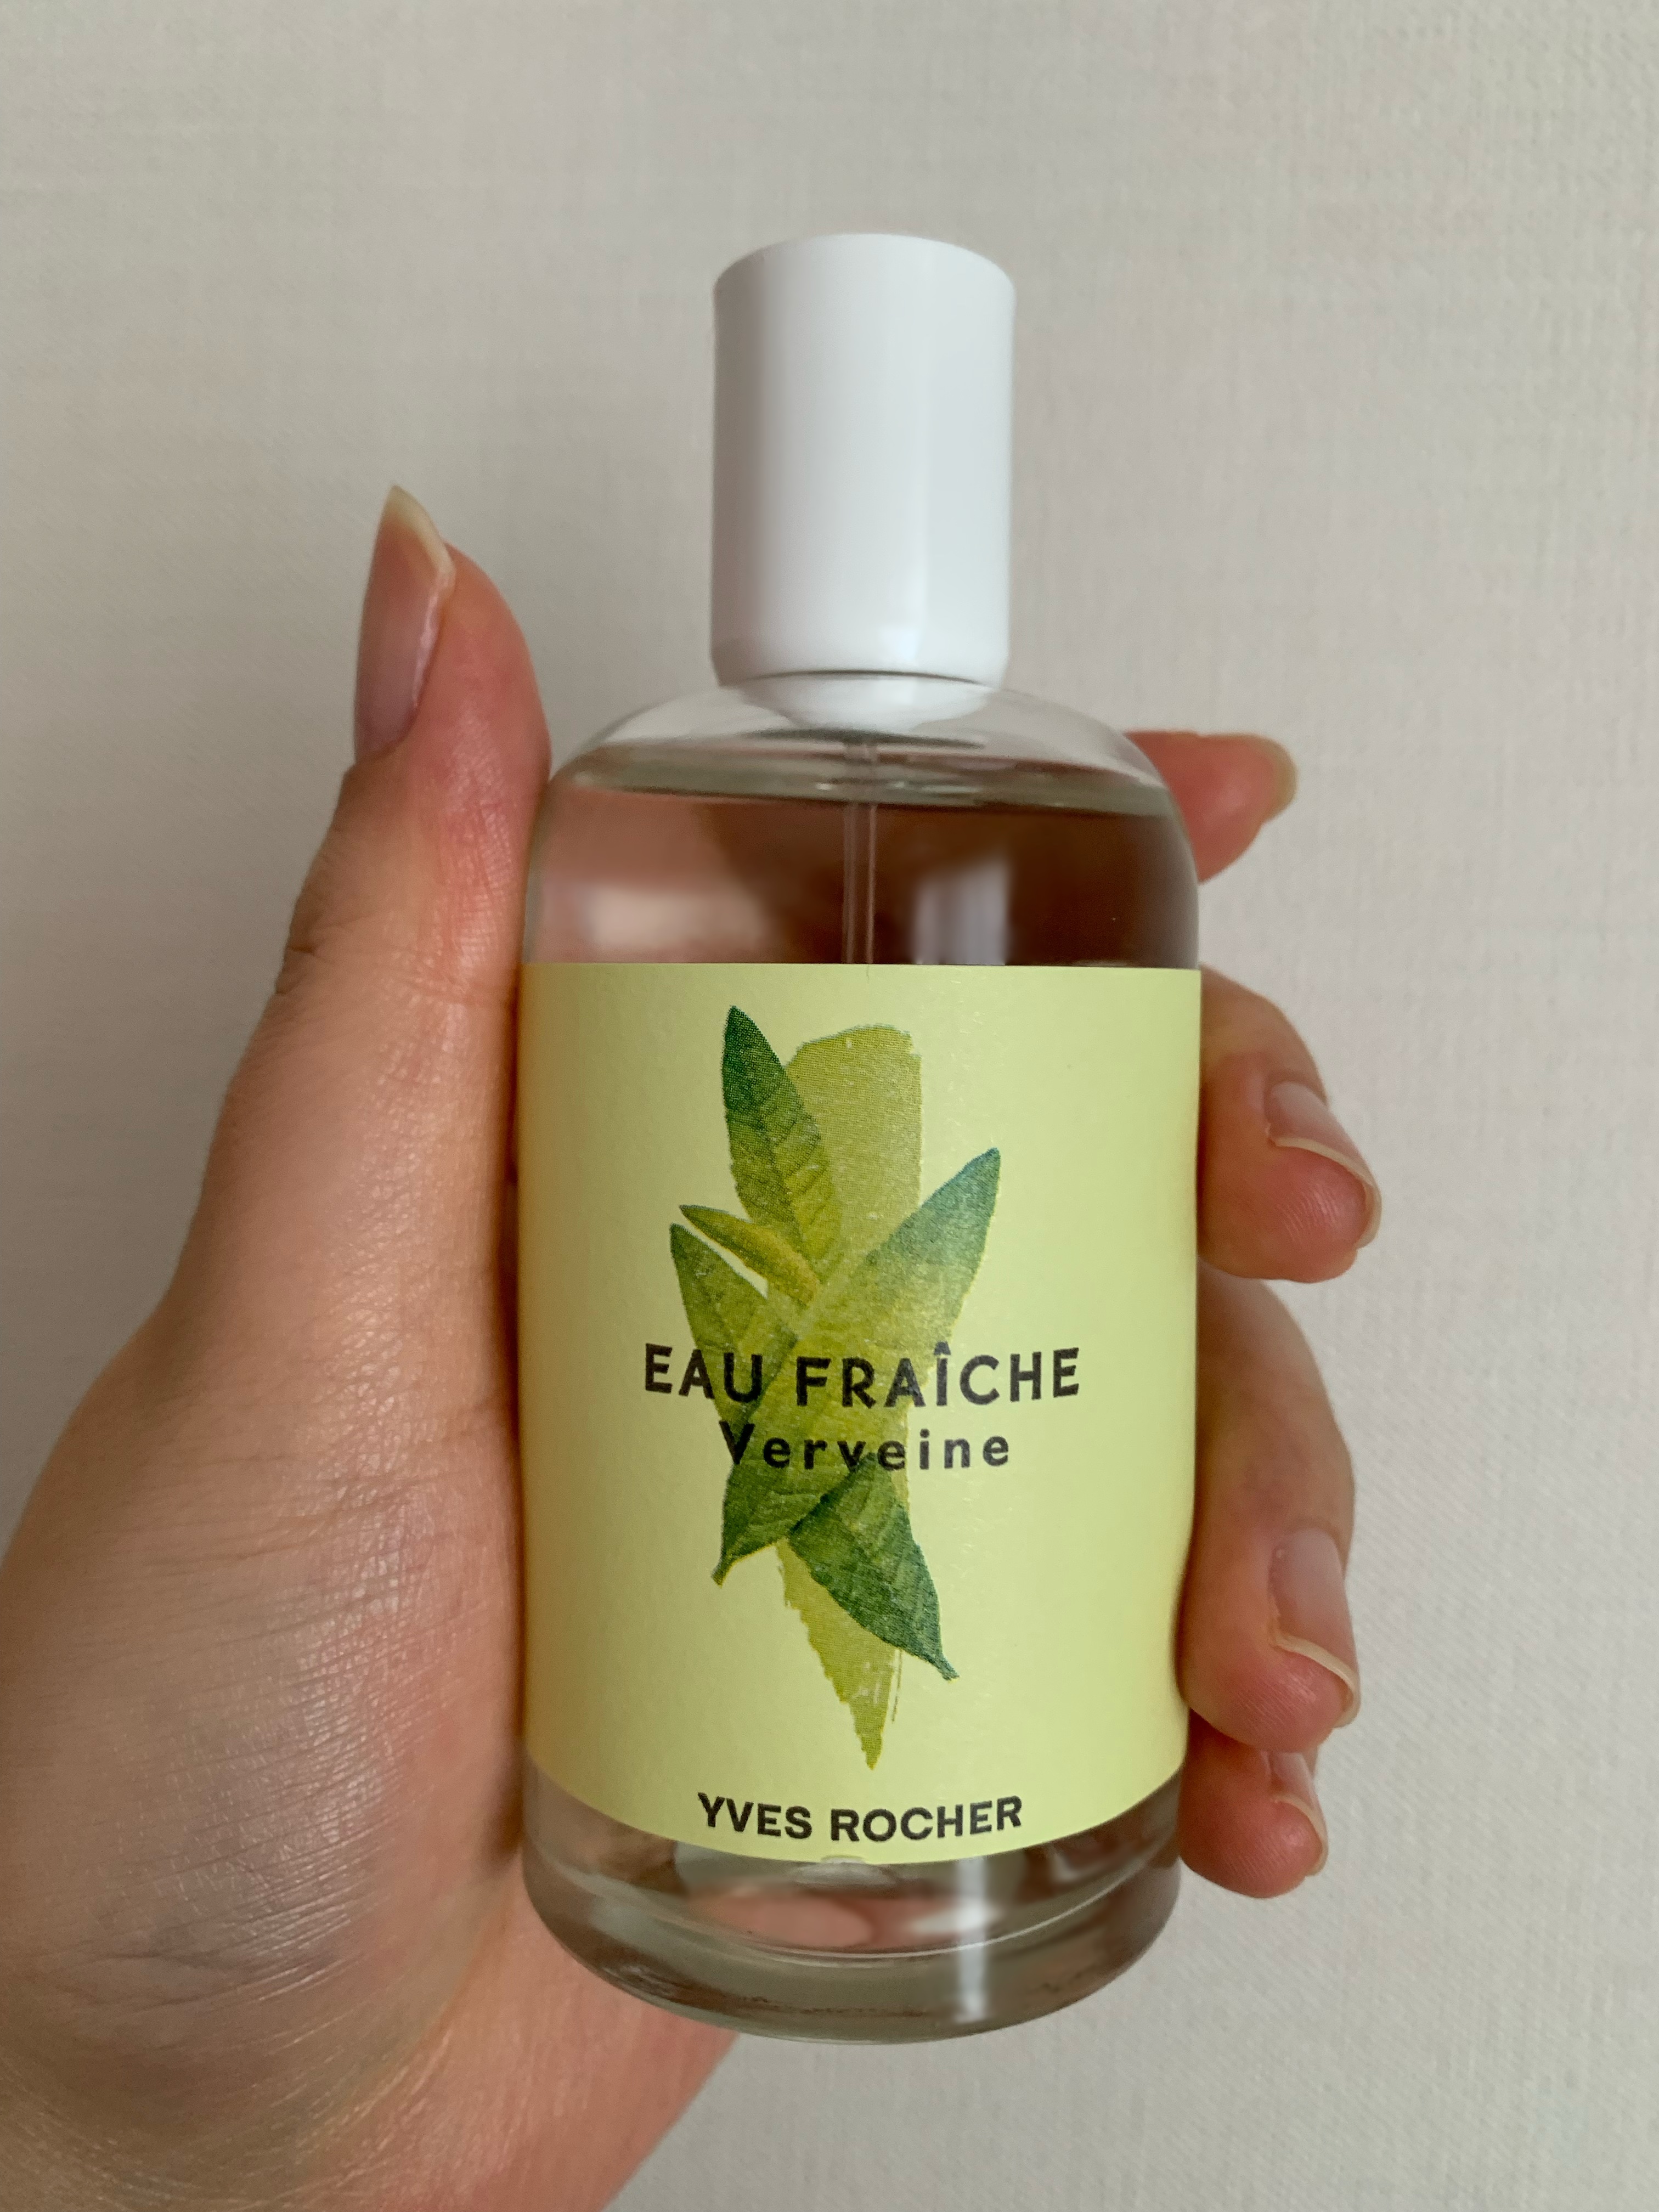 EAU FRAÎCHE
Verveine
YVES ROCHER